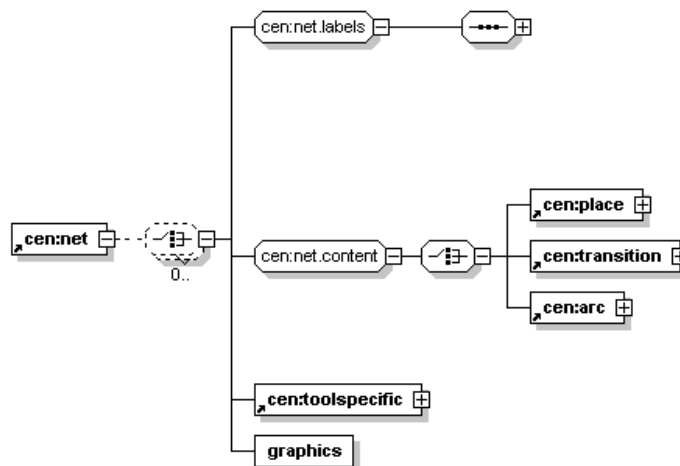 cen:net.labels
cen:place
cen:net
0..
cen:net.content
cen:transition
cen:arc
cen:toolspecific
graphics